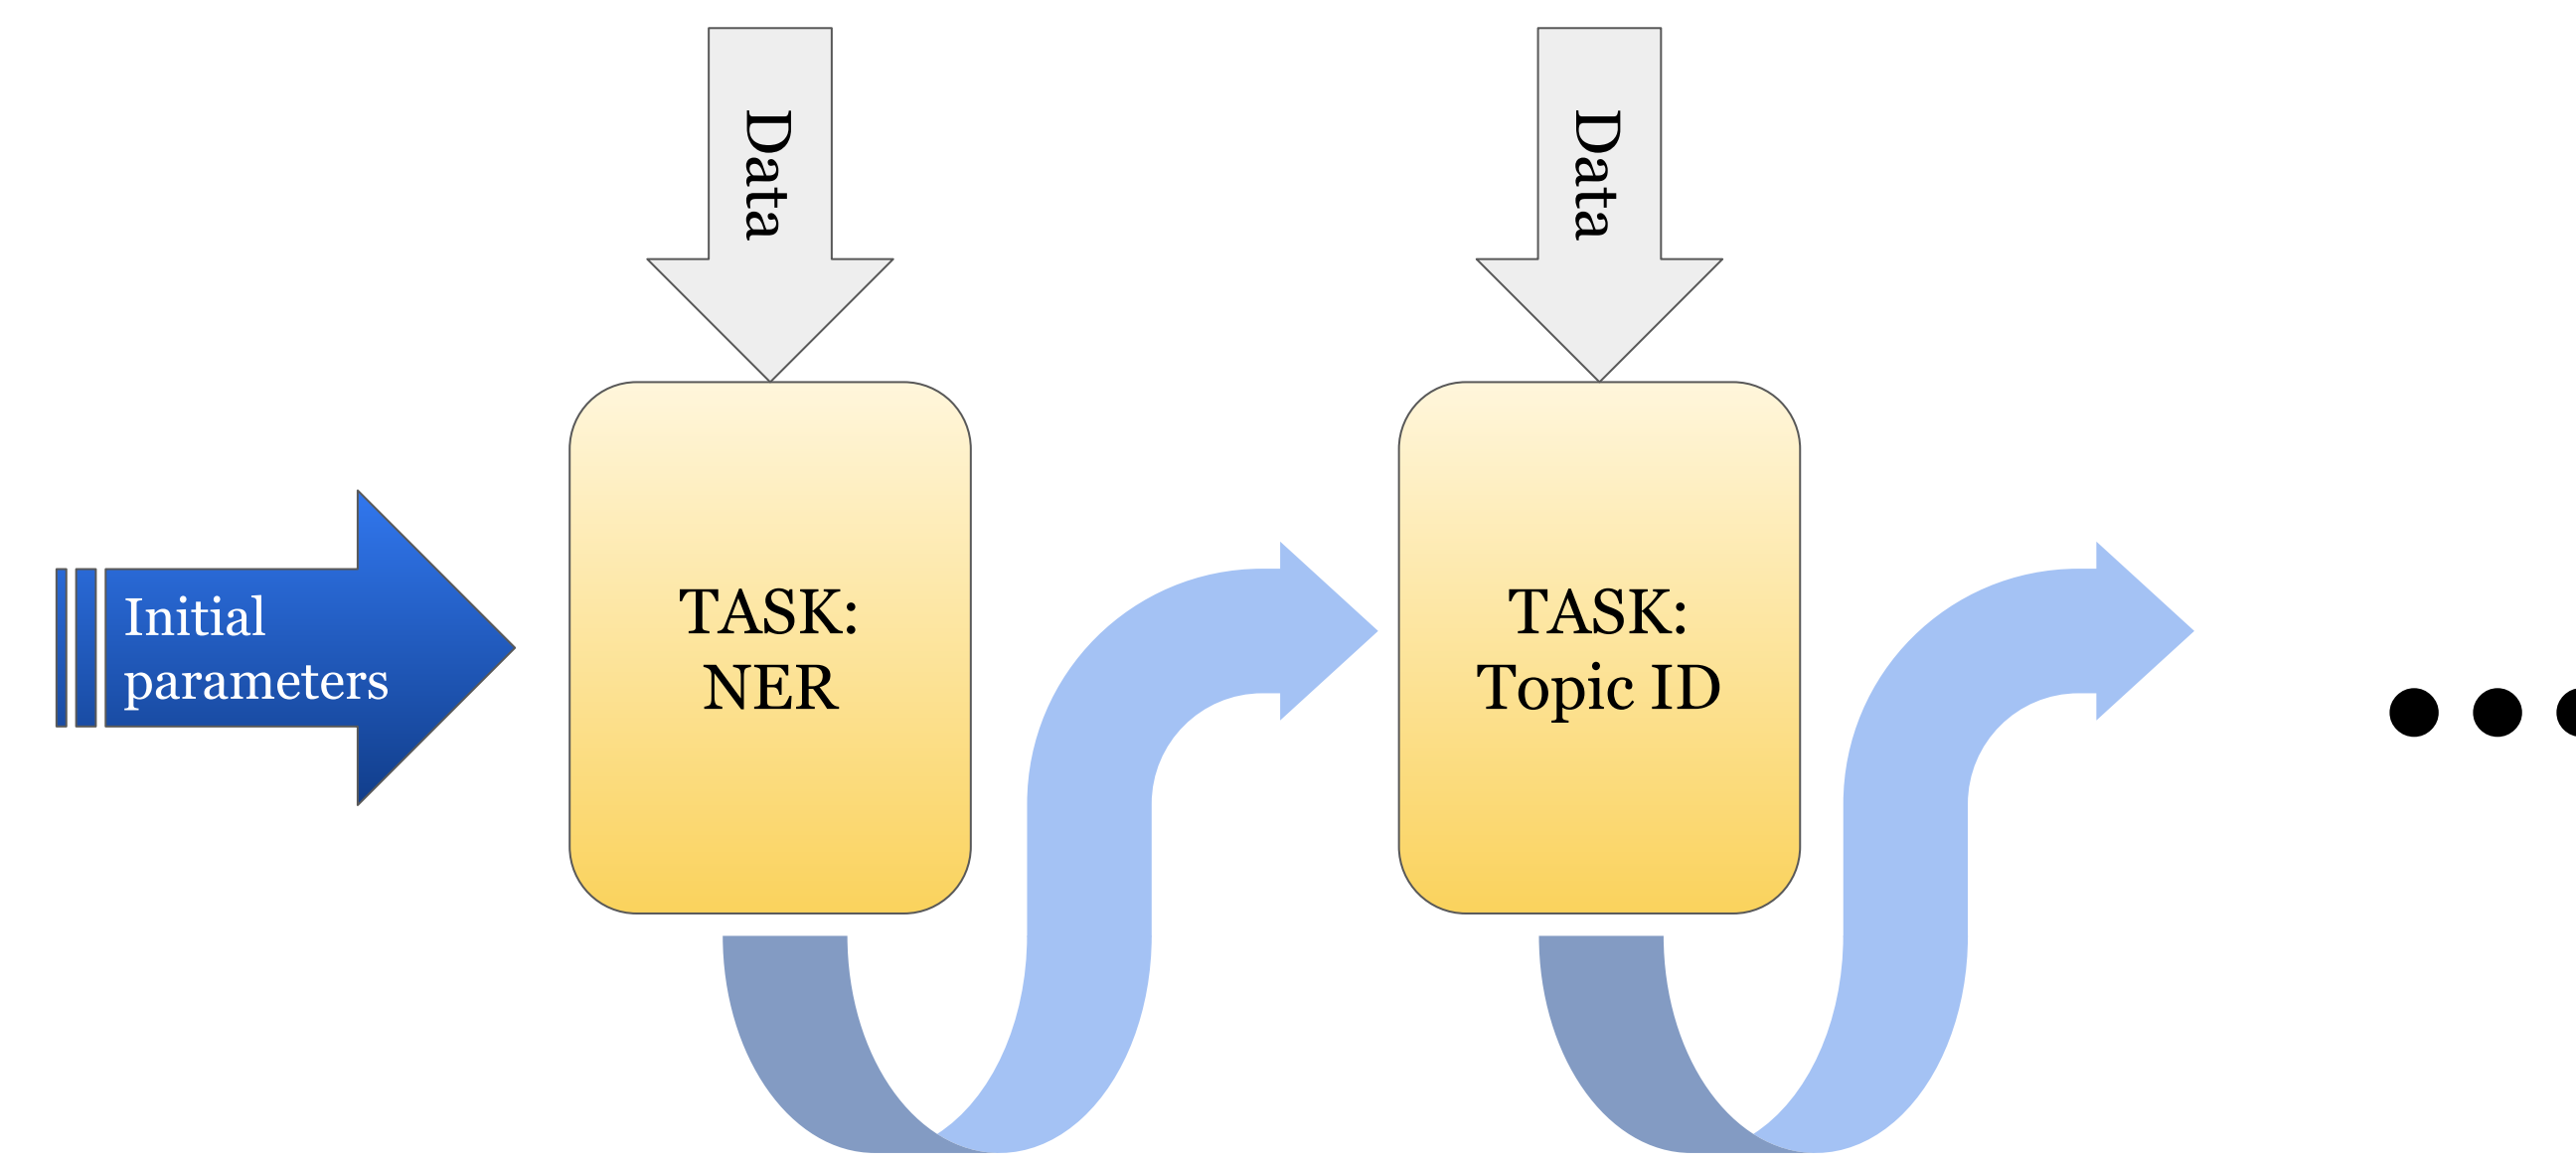 Data
Data
Initial
parameters
TASK:
NER
TASK:
Topic ID